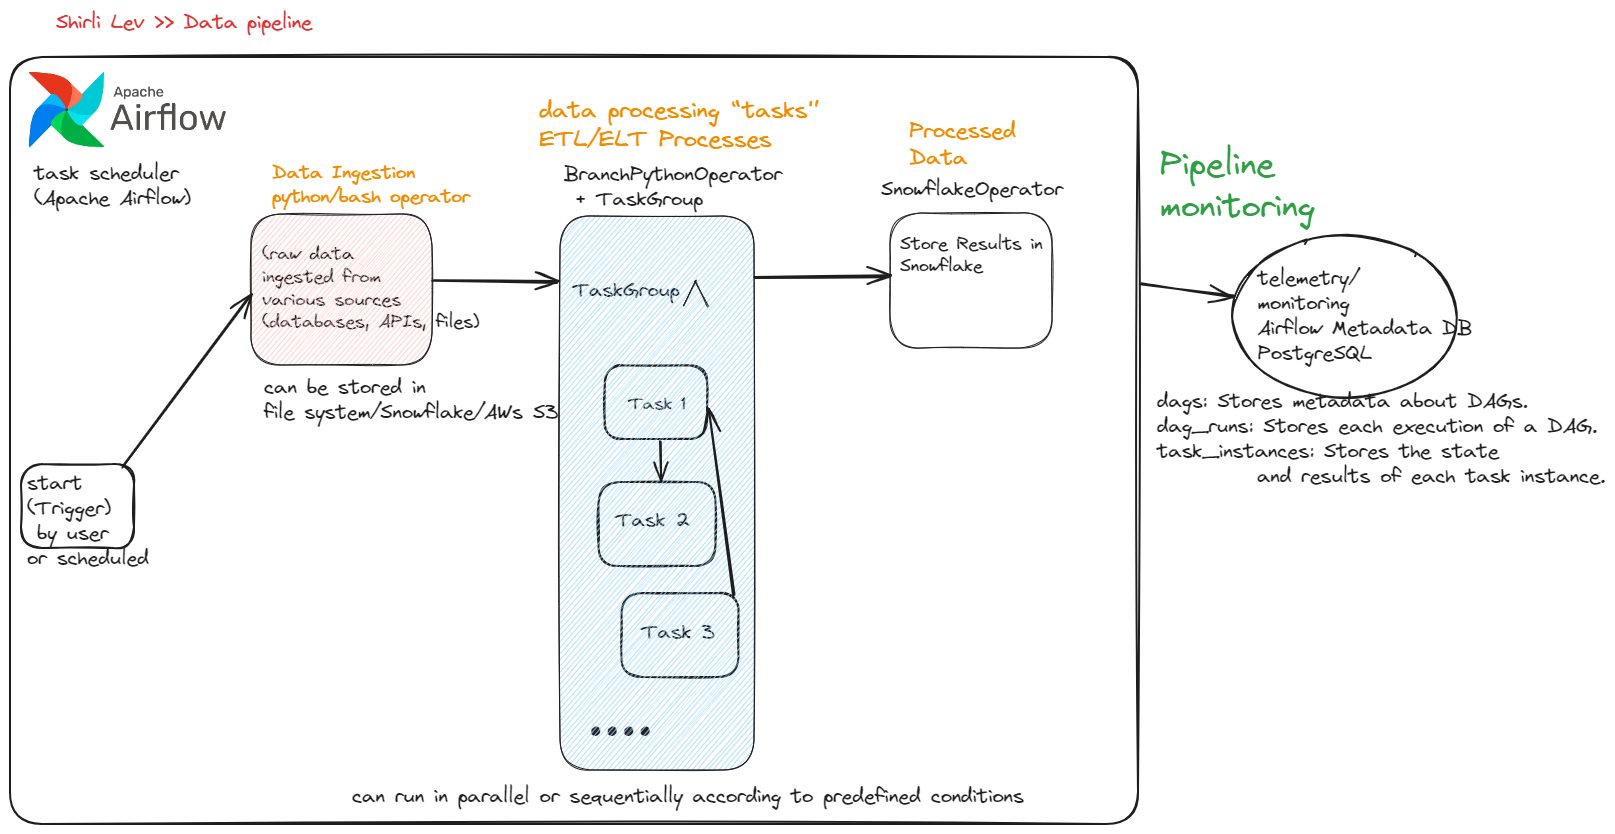 Shirli Lev >> Data pipeline
Apache
Airflow
task scheduler
(Apache Airflow)
Data Ingestion
python/bash operator
(raw data
ingested from
various sources
(databases, APIs, files)
can be stored in
file system/Snowflake/AWs S3
start
(Trigger)
by user
or scheduled
data processing "tasks"
ETL/ELT Processes
BranchPythonOperator
+ TaskGroup
TaskGroup
Task 1
Task 2
Task 3
Processed
Data
SnowflakeOperator
Store Results in
Snowflake
can run in parallel or sequentially according to predefined conditions
Pipeline
monitoring
telemetry/
monitoring
Airflow Metadata DB
PostgreSQL
dags: Stores metadata about DAGs.
dag_runs: Stores each execution of a DAG.
task_instances: Stores the state
and results of each task instance.